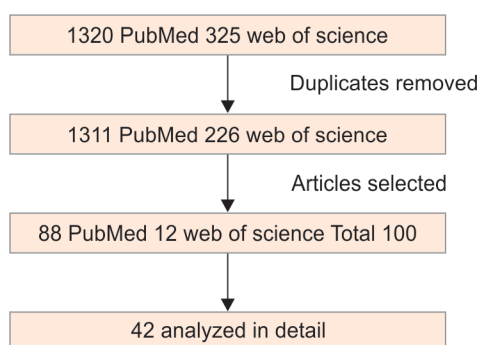 1320 PubMed 325 web of science
Duplicates removed
1311 PubMed 226 web of science
Articles selected
88 PubMed 12 web of science Total 100
42 analyzed in detail